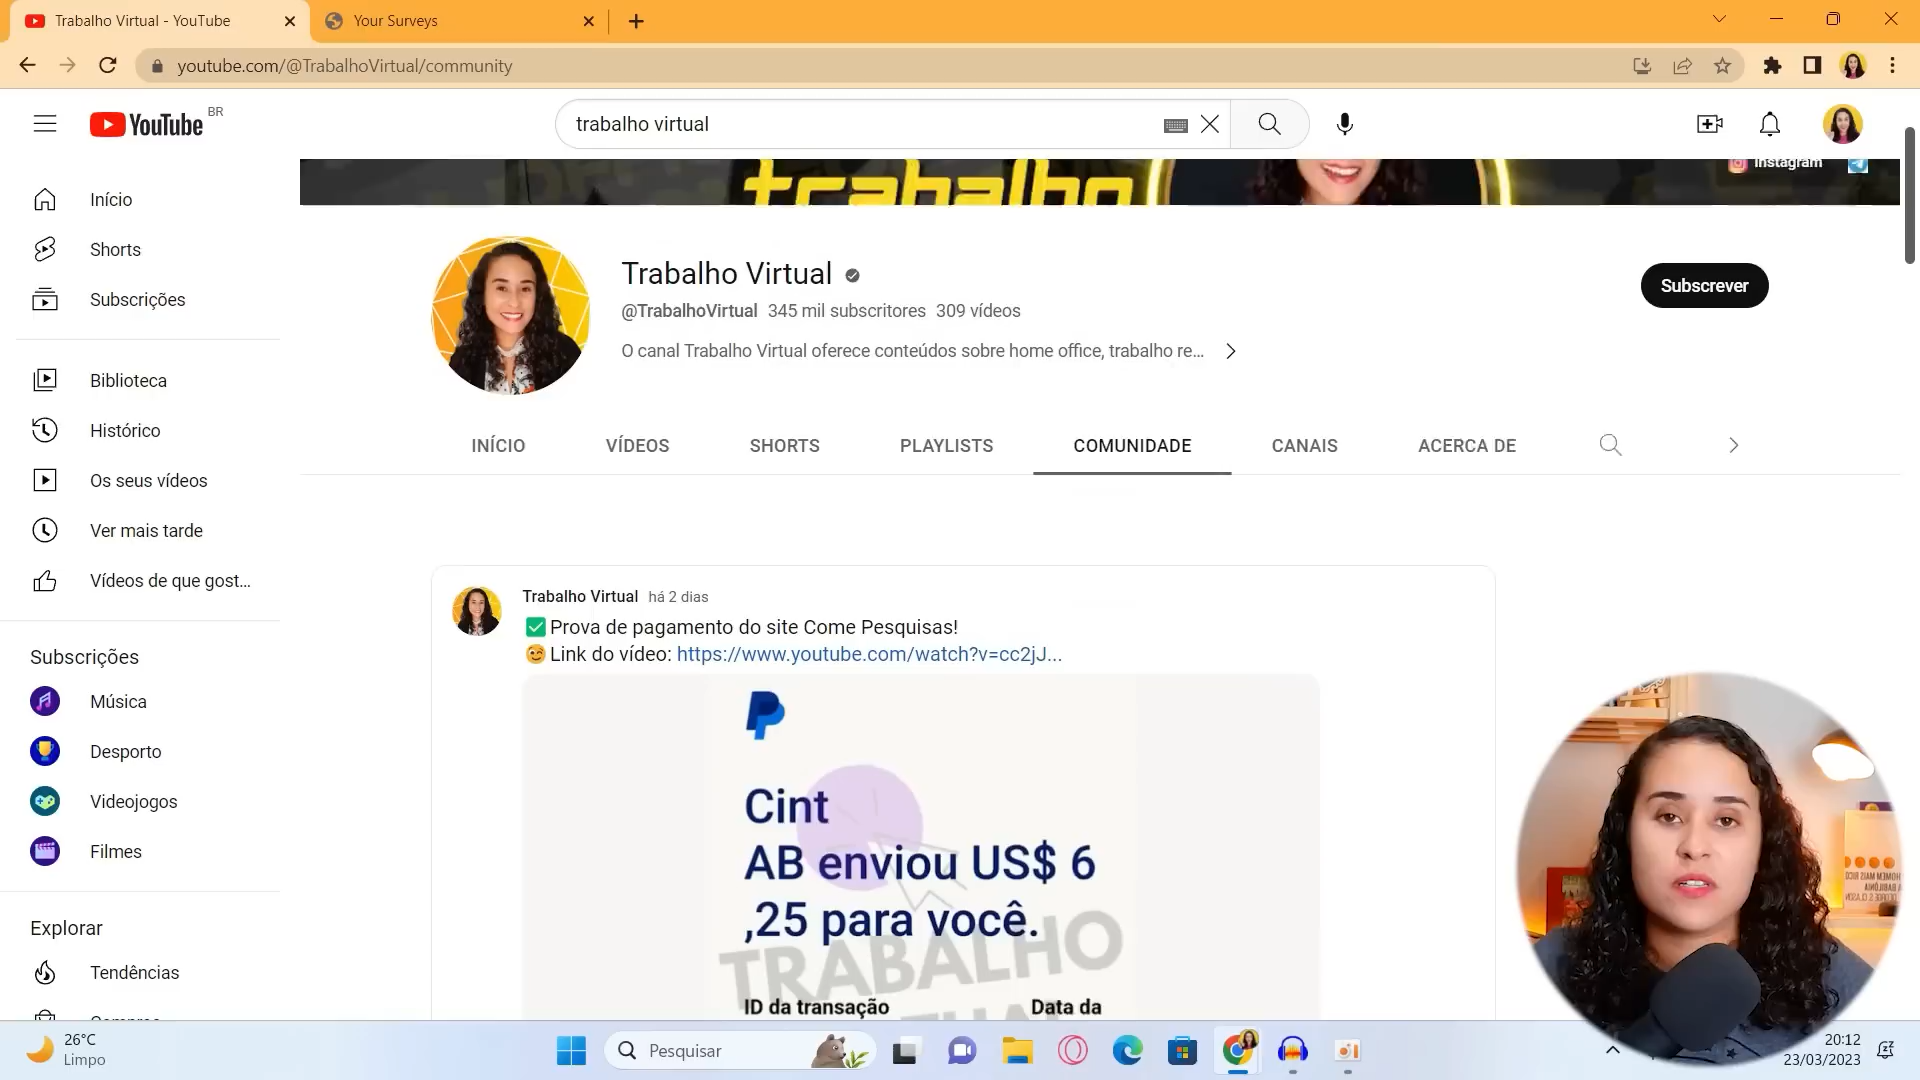 Trabalho Virtual - YouTube
Your Surveys
youtube.com/@TrabalhoVirtual/community
YouTube BR
trabalho virtual
trabalho
Instagram
Início
Shorts
Subscrições
Biblioteca
Histórico
Os seus vídeos
Ver mais tarde
Vídeos de que gost...
Subscrições
Música
Desporto
Videojogos
Filmes
Explorar
Tendências
Trabalho Virtual
@TrabalhoVirtual 345 mil subscritores 309 vídeos
O canal Trabalho Virtual oferece conteúdos sobre home office, trabalho re...
Subscrever
INÍCIO VÍDEOS SHORTS PLAYLISTS COMUNIDADE CANAIS ACERCA DE
Trabalho Virtual há 2 dias
✅Prova de pagamento do site Come Pesquisas!
😉Link do vídeo: https://www.youtube.com/watch?v=cc2jJ...
Cint
AB enviou US$ 6
,25 para você.
TRABALHO
ID da transação Data da
26°C
Limpo
Pesquisar
20:12
23/03/2023